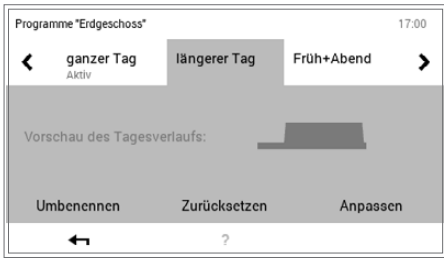 Programme "Erdgeschoss" 17:00
ganzer Tag längerer Tag Früh+Abend
Aktiv
Vorschau des Tagesverlaufs:
Umbenennen Zurücksetzen Anpassen
?